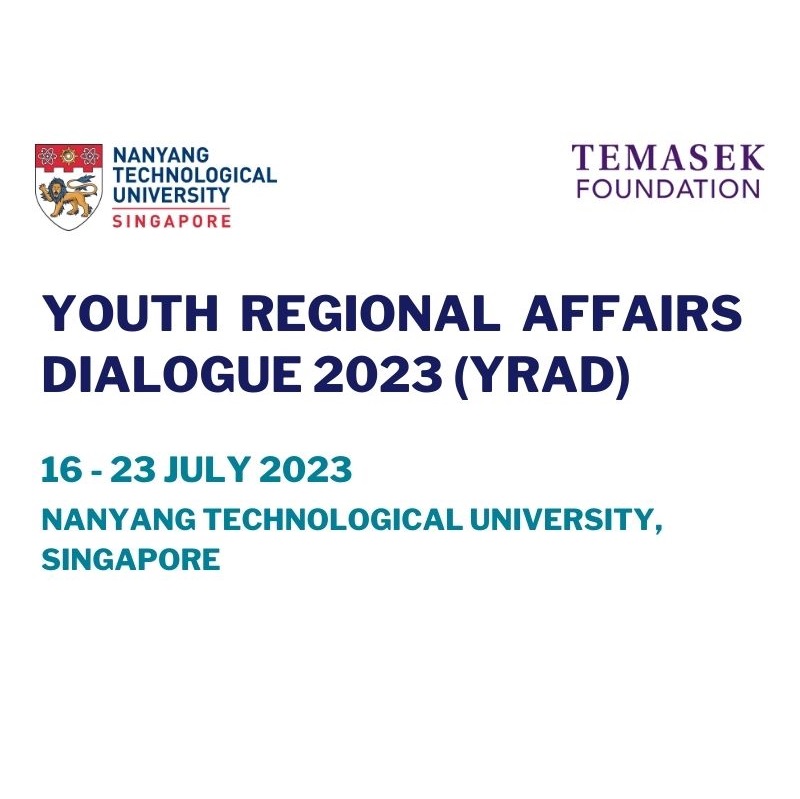 NANYANG
TECHNOLOGICAL
UNIVERSITY
SINGAPORE
TEMASEK
FOUNDATION
YOUTH REGIONAL AFFAIRS
DIALOGUE 2023 (YRAD)
16 - 23 JULY 2023
NANYANG TECHNOLOGICAL UNIVERSITY,
SINGAPORE